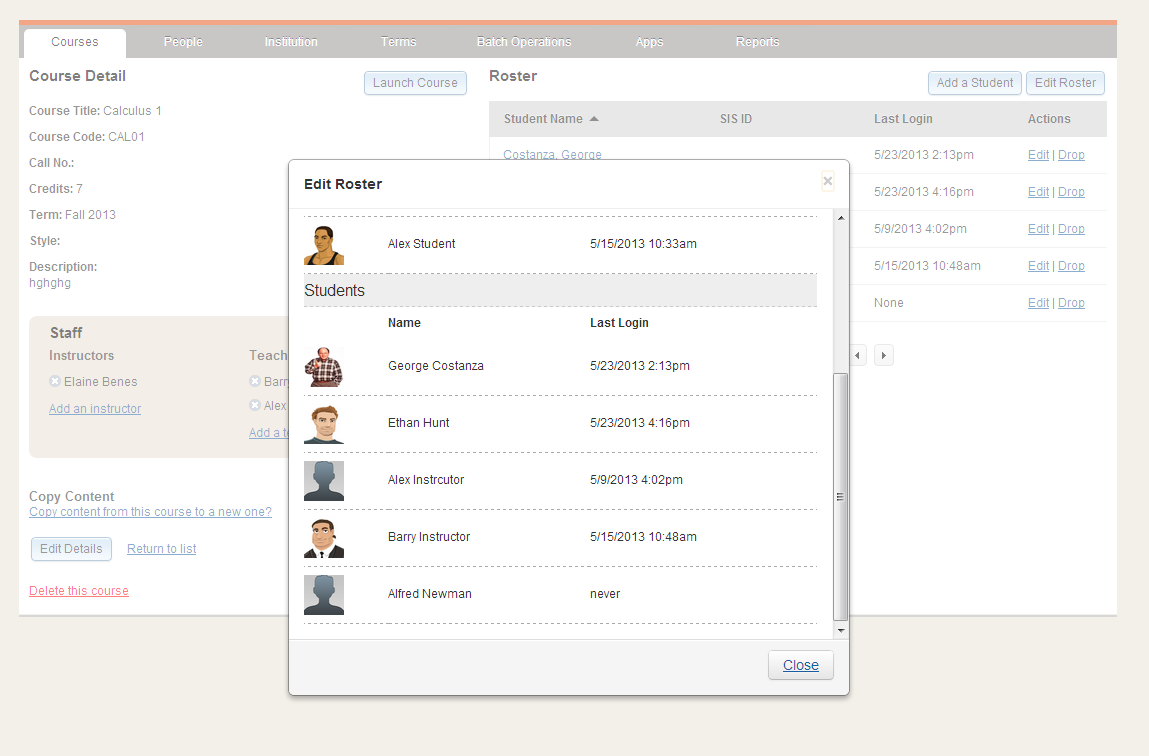 Courses People Institution Terms Batch Operations Apps Reports
Course Detail
Launch Course
Course Title: Calculus 1
Course Code: CAL01
Call No.:
Credits: 7
Term: Fall 2013
Style:
Description:
hghghg
Staff
Instructors
Elaine Benes
Add an instructor
Teach
Barry
Alex
Add a te
Copy Content
Copy content from this course to a new one?
Edit Details Return to list
Delete this course
Roster
Add a Student Edit Roster
Student Name SIS ID Last Login Actions
Costanza, George 5/23/2013 2:13pm Edit | Drop
5/23/2013 4:16pm Edit | Drop
5/9/2013 4:02pm Edit | Drop
5/15/2013 10:48am Edit | Drop
None Edit | Drop
Edit Roster ×
Alex Student 5/15/2013 10:33am
Students
Name Last Login
George Costanza 5/23/2013 2:13pm
Ethan Hunt 5/23/2013 4:16pm
Alex Instrcutor 5/9/2013 4:02pm
Barry Instructor 5/15/2013 10:48am
Alfred Newman never
Close